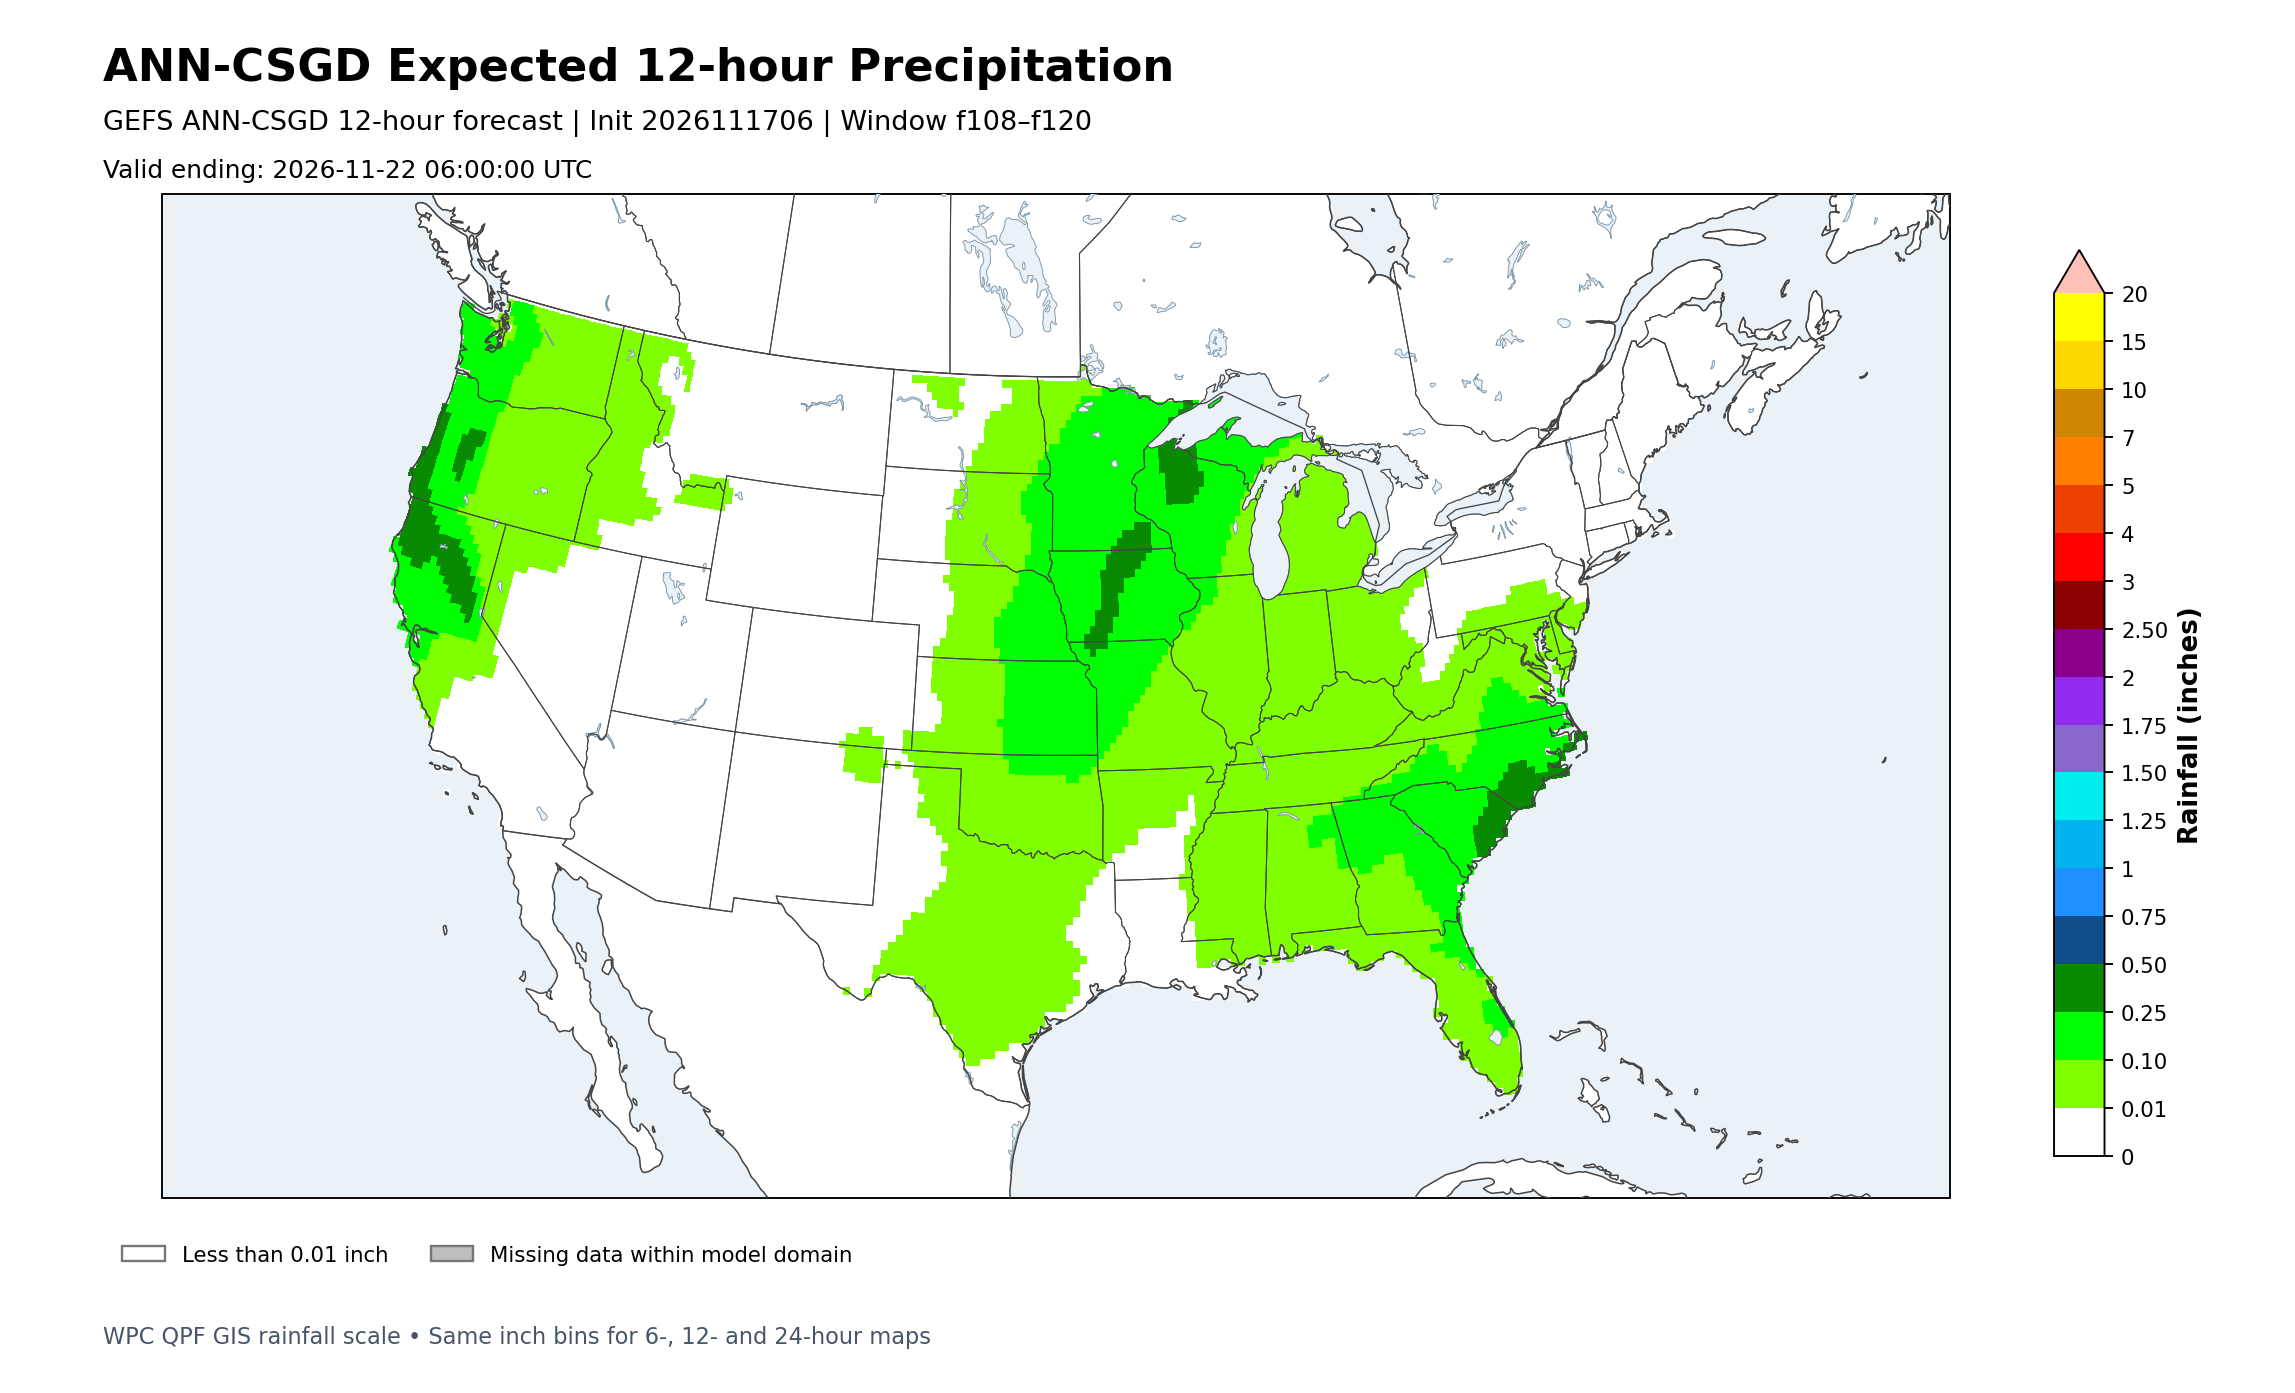 ANN-CSGD Expected 12-hour Precipitation
GEFS ANN-CSGD 12-hour forecast | Init 2026111706 | Window f108–f120
Valid ending: 2026-11-22 06:00:00 UTC
20
15
10
7
5
4
3
2.50
2
1.75
1.50
1.25
1
0.75
0.50
0.25
0.10
0.01
0
Rainfall (inches)
Less than 0.01 inch
Missing data within model domain
WPC QPF GIS rainfall scale • Same inch bins for 6-, 12- and 24-hour maps